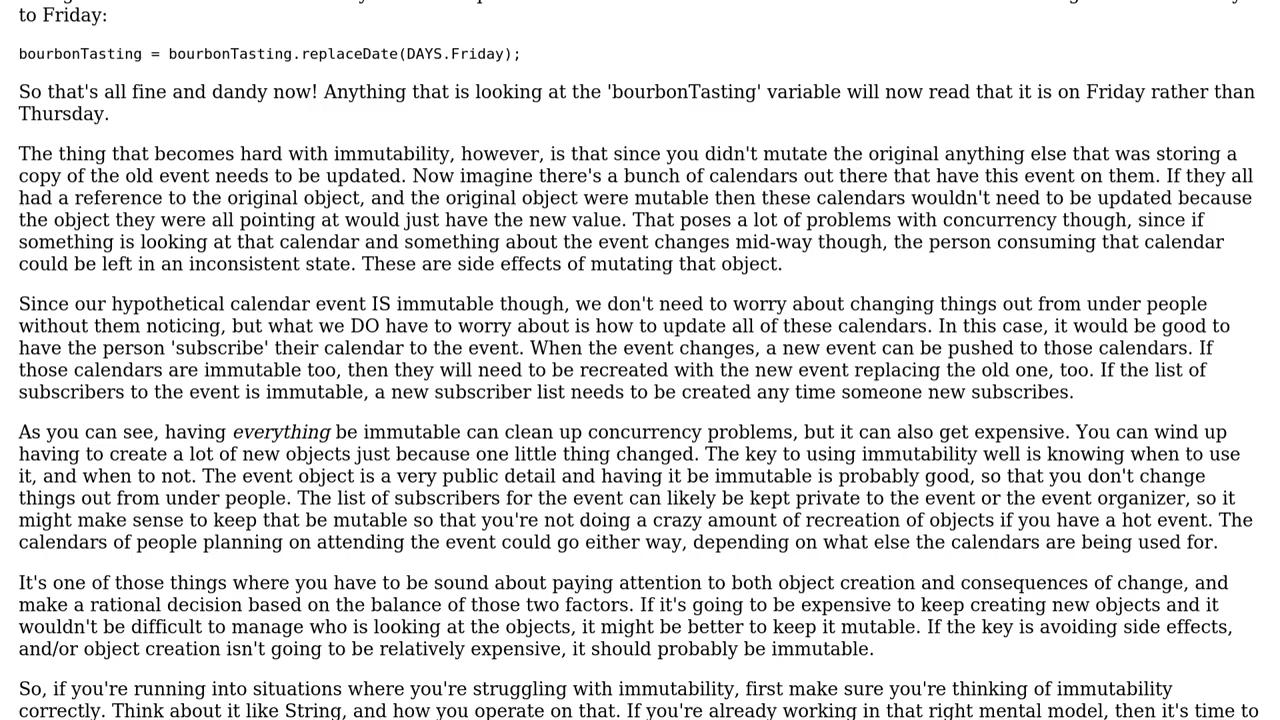 to Friday:
bourbonTasting = bourbonTasting.replaceDate(DAYS.Friday);
So that's all fine and dandy now! Anything that is looking at the 'bourbonTasting' variable will now read that it is on Friday rather than
Thursday.
The thing that becomes hard with immutability, however, is that since you didn't mutate the original anything else that was storing a
copy of the old event needs to be updated. Now imagine there's a bunch of calendars out there that have this event on them. If they all
had a reference to the original object, and the original object were mutable then these calendars wouldn't need to be updated because
the object they were all pointing at would just have the new value. That poses a lot of problems with concurrency though, since if
something is looking at that calendar and something about the event changes mid-way though, the person consuming that calendar
could be left in an inconsistent state. These are side effects of mutating that object.
Since our hypothetical calendar event IS immutable though, we don't need to worry about changing things out from under people
without them noticing, but what we DO have to worry about is how to update all of these calendars. In this case, it would be good to
have the person 'subscribe' their calendar to the event. When the event changes, a new event can be pushed to those calendars. If
those calendars are immutable too, then they will need to be recreated with the new event replacing the old one, too. If the list of
subscribers to the event is immutable, a new subscriber list needs to be created any time someone new subscribes.
As you can see, having everything be immutable can clean up concurrency problems, but it can also get expensive. You can wind up
having to create a lot of new objects just because one little thing changed. The key to using immutability well is knowing when to use
it, and when to not. The event object is a very public detail and having it be immutable is probably good, so that you don't change
things out from under people. The list of subscribers for the event can likely be kept private to the event or the event organizer, so it
might make sense to keep that be mutable so that you're not doing a crazy amount of recreation of objects if you have a hot event. The
calendars of people planning on attending the event could go either way, depending on what else the calendars are being used for.
It's one of those things where you have to be sound about paying attention to both object creation and consequences of change, and
make a rational decision based on the balance of those two factors. If it's going to be expensive to keep creating new objects and it
wouldn't be difficult to manage who is looking at the objects, it might be better to keep it mutable. If the key is avoiding side effects,
and/or object creation isn't going to be relatively expensive, it should probably be immutable.
So, if you're running into situations where you're struggling with immutability, first make sure you're thinking of immutability
correctly. Think about it like String, and how you operate on that. If you're already working in that right mental model, then it's time to